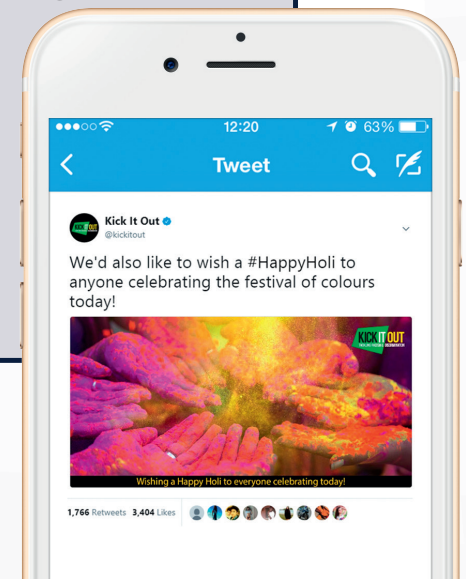 12:20
63%
Tweet
Kick It Out
@kickitout
We'd also like to wish a #HappyHoli to
anyone celebrating the festival of colours
today!
KICK IT OUT
Wishing a Happy Holi to everyone celebrating today!
1,766 Retweets 3,404 Likes